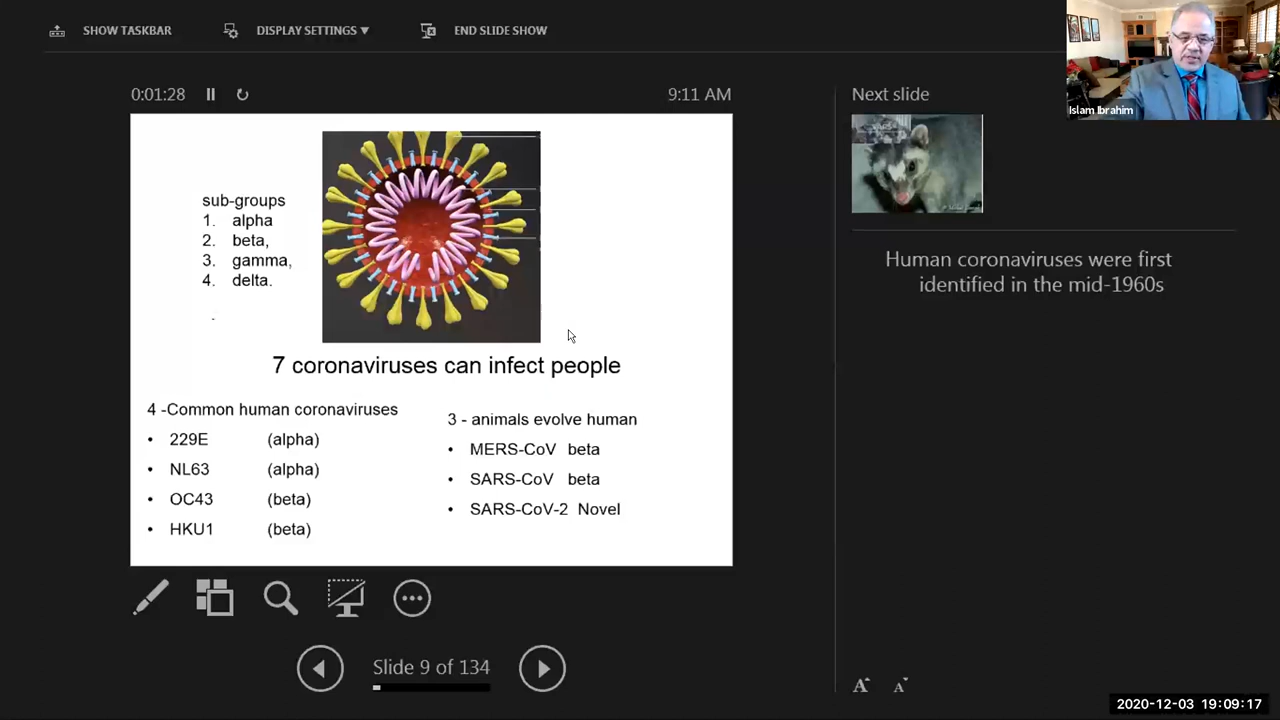 SHOW TASKBAR
DISPLAY SETTINGS ▼
END SLIDE SHOW
Islam Ibrahim
0:01:28
9:11 AM
sub-groups
1. alpha
2. beta,
3. gamma,
4. delta.
7 coronaviruses can infect people
4 -Common human coronaviruses
• 229E (alpha)
• NL63 (alpha)
• OC43 (beta)
• HKU1 (beta)
3 - animals evolve human
• MERS-CoV beta
• SARS-CoV beta
• SARS-CoV-2 Novel
Slide 9 of 134
Next slide
Human coronaviruses were first
identified in the mid-1960s
A A
2020-12-03 19:09:17